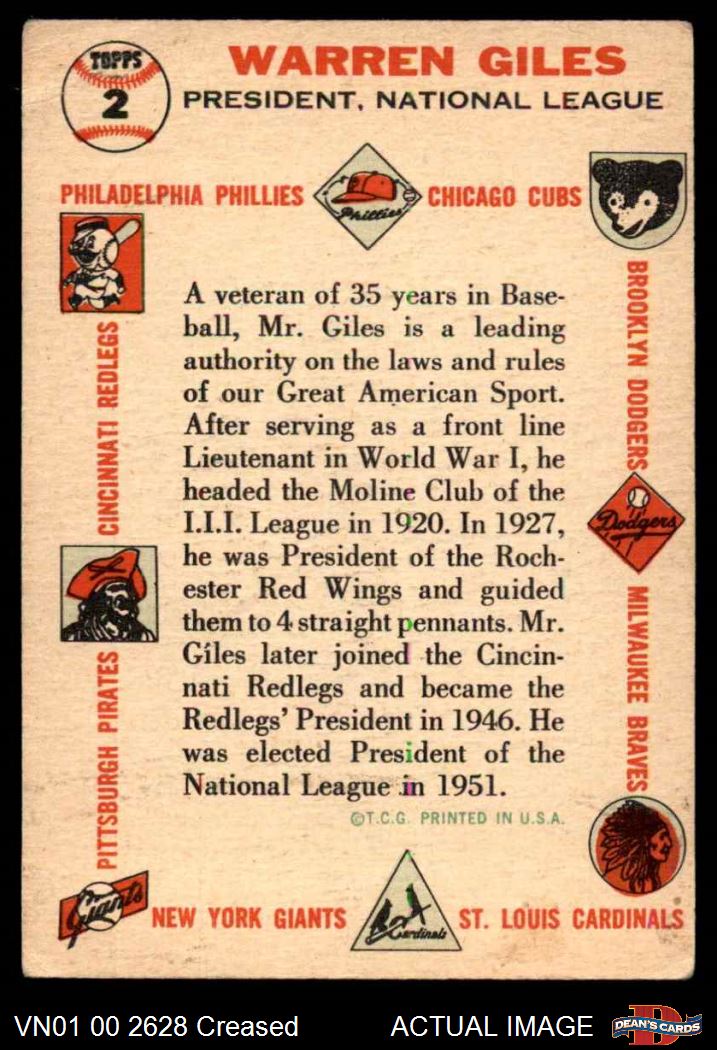 TOPPS
2
WARREN GILES
PRESIDENT, NATIONAL LEAGUE
PHILADELPHIA PHILLIES
Phillies
CHICAGO CUBS
CINCINNATI REDLEGS
BROOKLYN DODGERS
A veteran of 35 years in Base-
ball, Mr. Giles is a leading
authority on the laws and rules
of our Great American Sport.
After serving as a front line
Lieutenant in World War I, he
headed the Moline Club of the
I.I.I. League in 1920. In 1927,
he was President of the Roch-
ester Red Wings and guided
them to 4 straight pennants. Mr.
Giles later joined the Cincin-
nati Redlegs and became the
Redlegs' President in 1946. He
was elected President of the
National League in 1951.
Dodgers
PITTSBURGH PIRATES
MILWAUKEE BRAVES
©T.C.G. PRINTED IN U.S.A.
Giants
NEW YORK GIANTS
Cardinals
ST. LOUIS CARDINALS
VN01 00 2628 Creased
ACTUAL IMAGE
D
DEAN'S CARDS